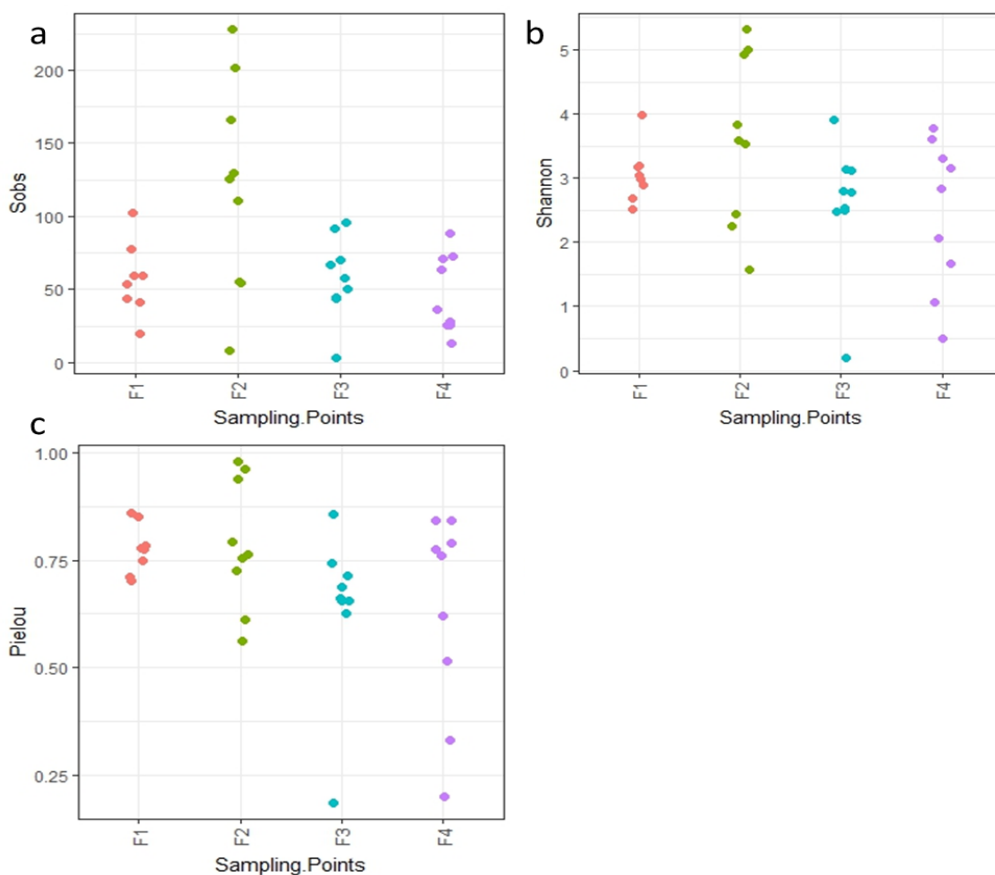 a
200
150
100
50
0
Sobs
F1 F2 F3 F4
Sampling.Points
b
5
4
3
2
1
0
Shannon
F1 F2 F3 F4
Sampling.Points
c
1.00
0.75
0.50
0.25
Pielou
F1 F2 F3 F4
Sampling.Points